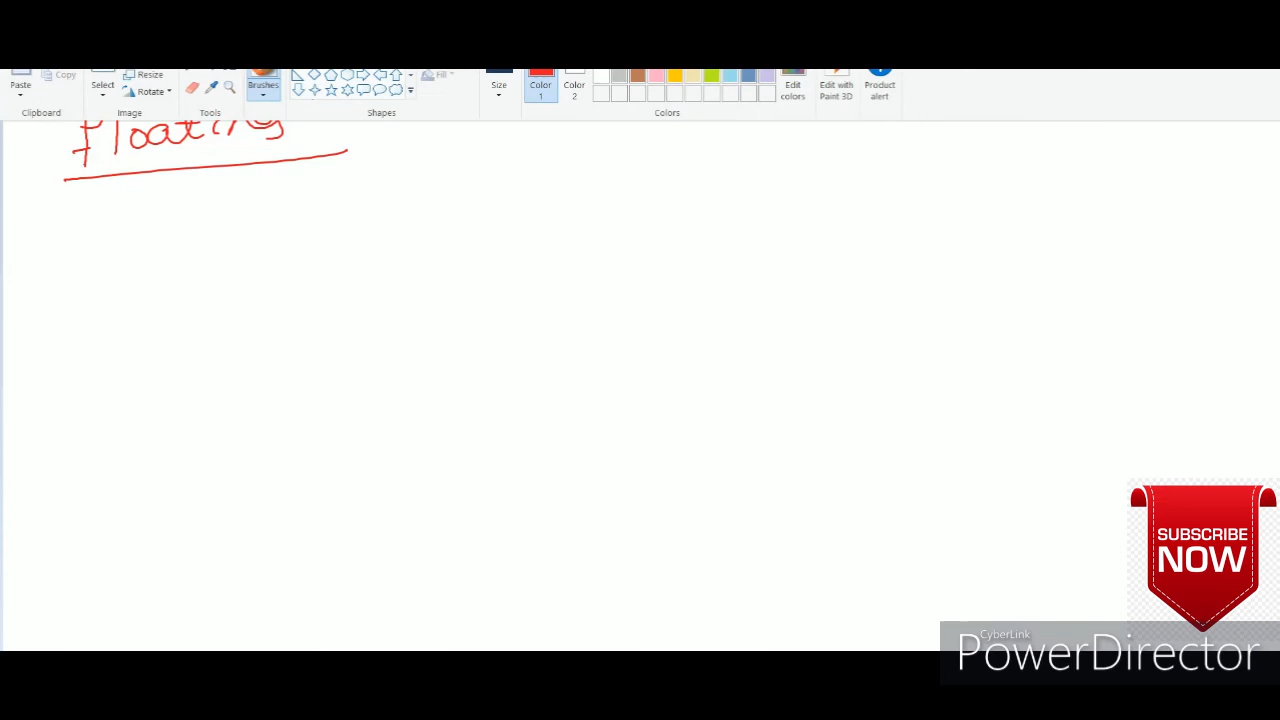 Paste Copy Select Resize Rotate Brushes Fill Size Color 1 Color 2 Edit colors Edit with Paint 3D Product alert
Clipboard Image Tools Shapes Colors
floating
SUBSCRIBE
NOW
CyberLink
PowerDirector